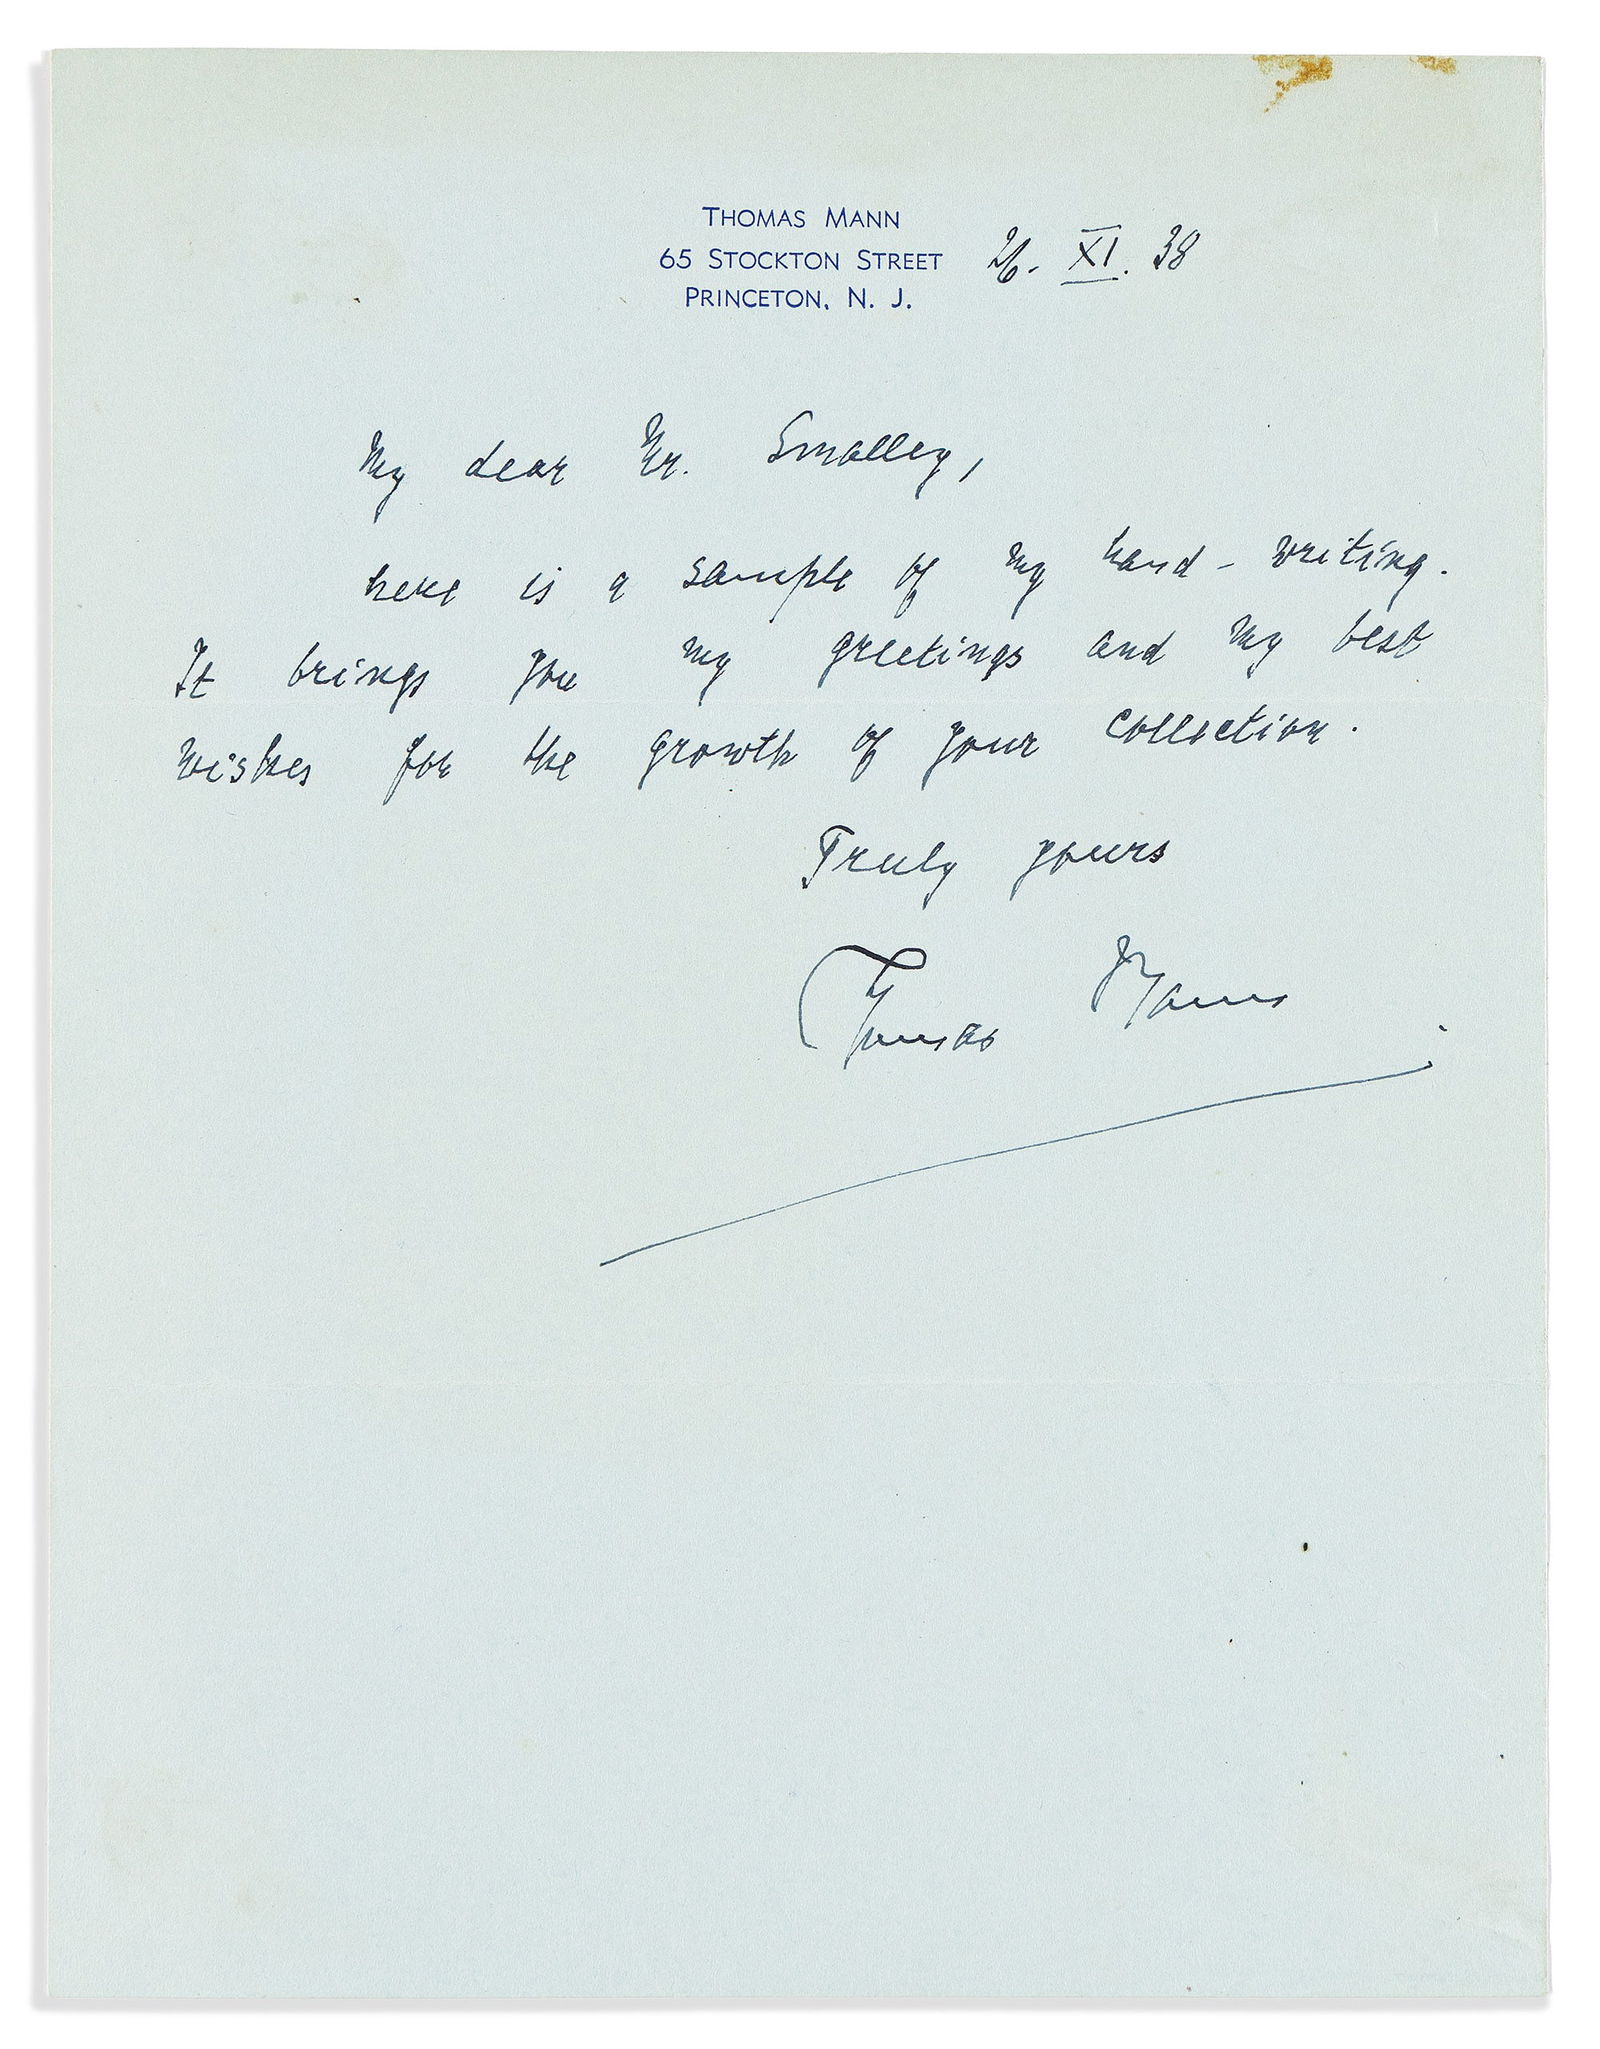 THOMAS MANN
65 STOCKTON STREET
PRINCETON, N. J.
26. XI. 38
My dear Mr. Smalley,
here is a sample of my hand-writing.
It brings you my greetings and my best
wishes for the growth of your collection.
Truly yours
Thomas Mann